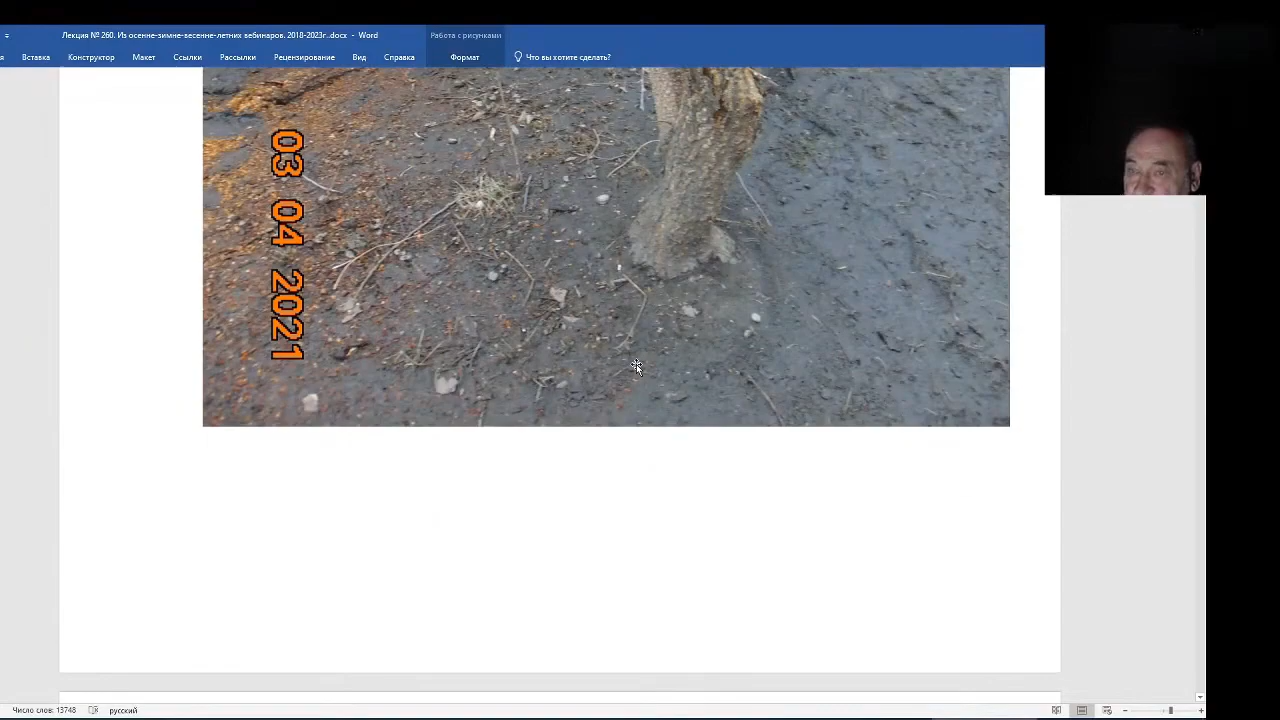 Лекция № 260. Из осенне-зимне-весенне-летних вебинаров. 2018-2023г..docx - Word
Работа с рисунками
я Вставка Конструктор Макет Ссылки Рассылки Рецензирование Вид Справка Формат Что вы хотите сделать?
03 04 2021
Число слов: 13748 русский